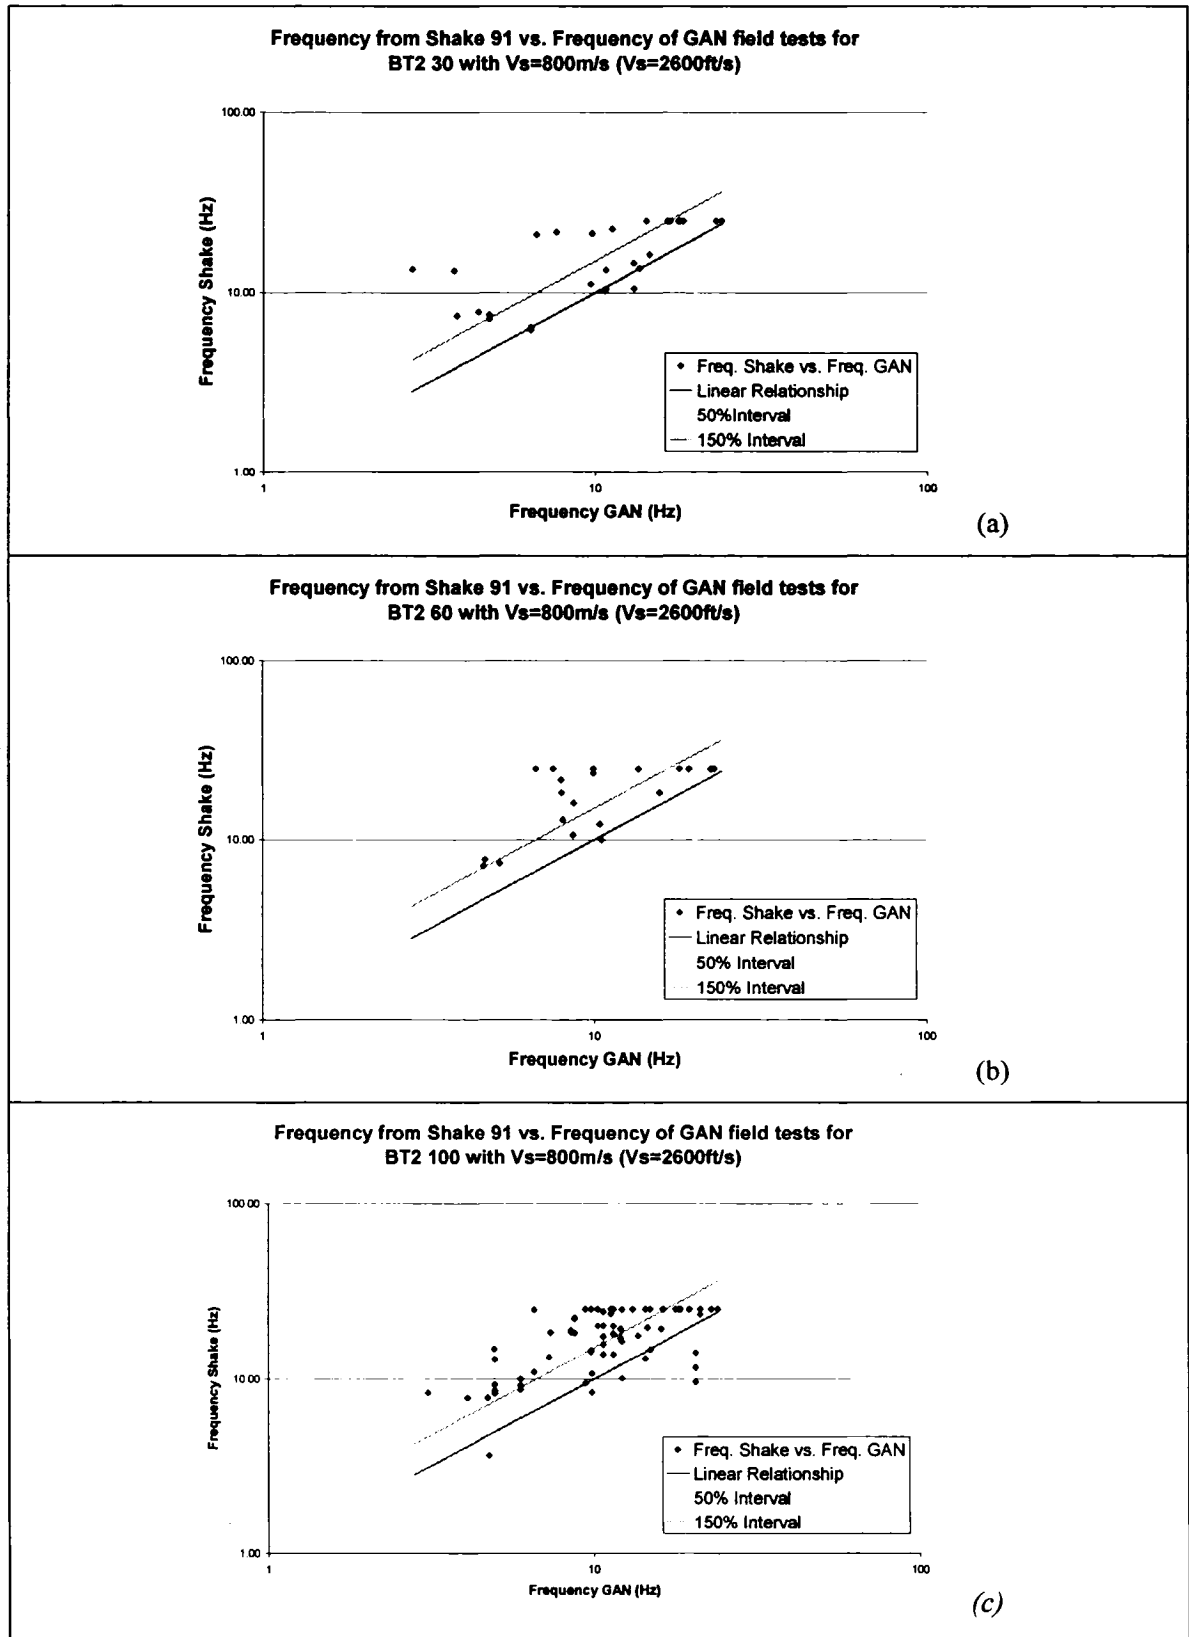 Frequency from Shake 91 vs. Frequency of GAN field tests for
BT2 30 with Vs=800m/s (Vs=2600ft/s)
100.00
10.00
1.00
Frequency Shake (Hz)
1
10
100
Frequency GAN (Hz)
Freq. Shake vs. Freq. GAN
Linear Relationship
50%Interval
150% Interval
(a)
Frequency from Shake 91 vs. Frequency of GAN field tests for
BT2 60 with Vs=800m/s (Vs=2600ft/s)
100.00
10.00
1.00
Frequency Shake (Hz)
1
10
100
Frequency GAN (Hz)
Freq. Shake vs. Freq. GAN
Linear Relationship
50% Interval
150% Interval
(b)
Frequency from Shake 91 vs. Frequency of GAN field tests for
BT2 100 with Vs=800m/s (Vs=2600ft/s)
100.00
10.00
1.00
Frequency Shake (Hz)
1
10
100
Frequency GAN (Hz)
Freq. Shake vs. Freq. GAN
Linear Relationship
50% Interval
150% Interval
(c)